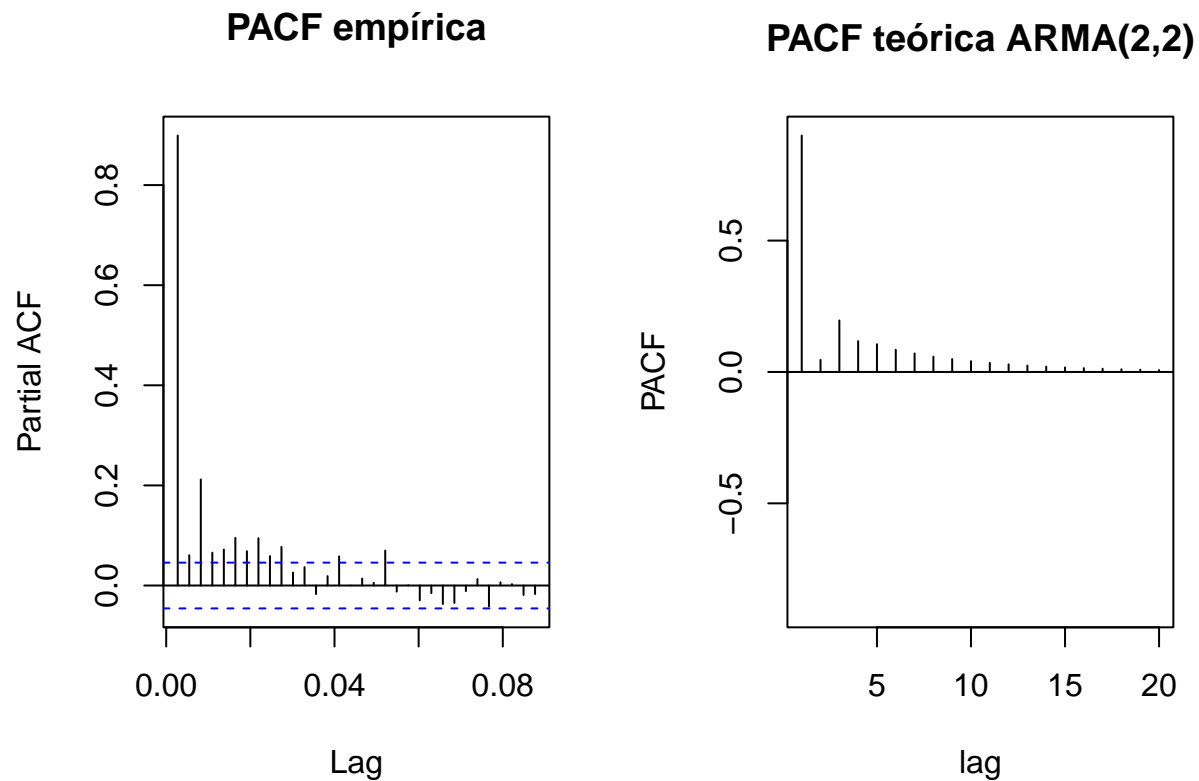 PACF empírica
Partial ACF
0.8
0.6
0.4
0.2
0.0
0.00 0.04 0.08
Lag
PACF teórica ARMA(2,2)
PACF
0.5
0.0
−0.5
5 10 15 20
lag